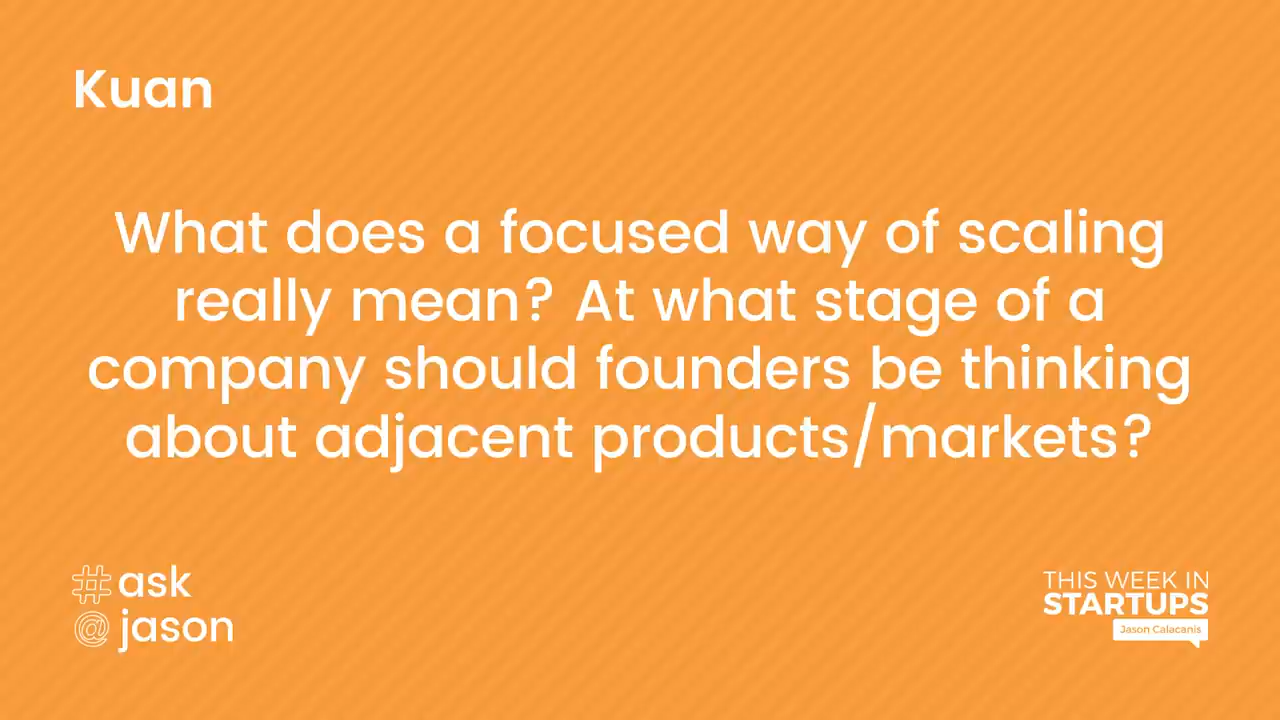 Kuan
What does a focused way of scaling
really mean? At what stage of a
company should founders be thinking
about adjacent products/markets?
#ask
@jason
THIS WEEK IN
STARTUPS
Jason Calacanis